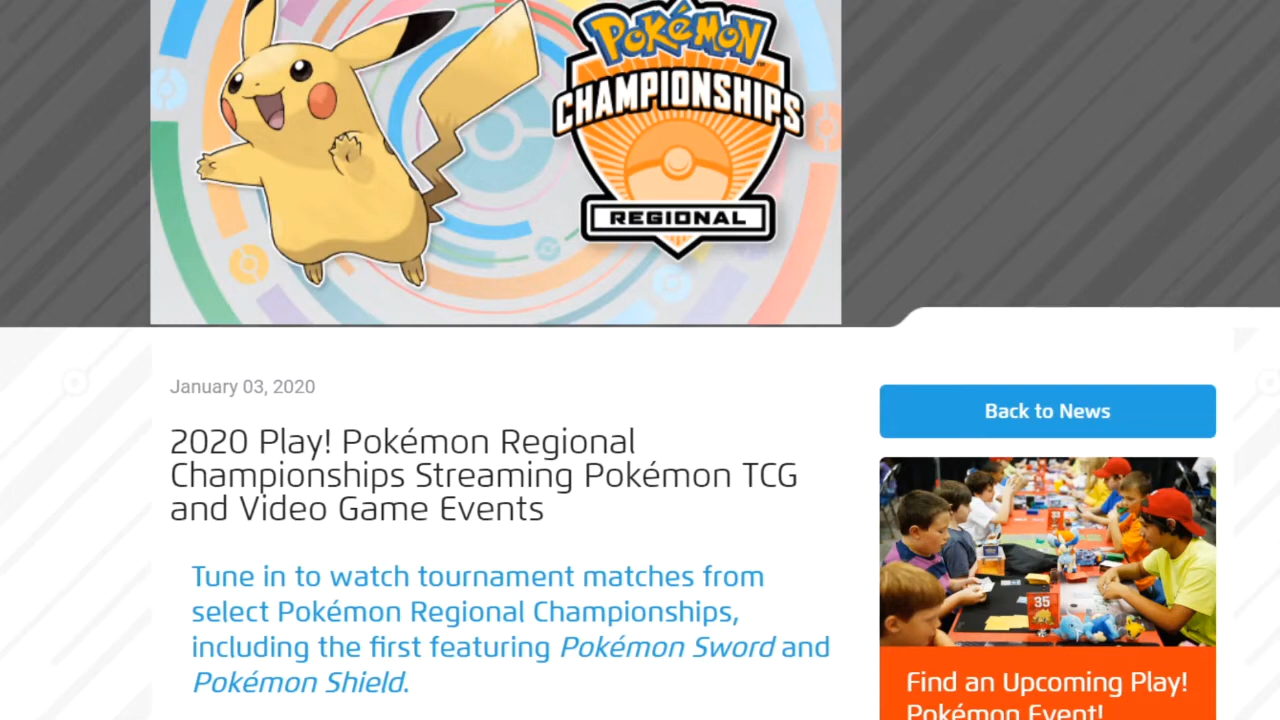 POKÉMON
CHAMPIONSHIPS
REGIONAL
January 03, 2020
2020 Play! Pokémon Regional
Championships Streaming Pokémon TCG
and Video Game Events
Tune in to watch tournament matches from
select Pokémon Regional Championships,
including the first featuring Pokémon Sword and
Pokémon Shield.
Back to News
33
35
Find an Upcoming Play!
Pokémon Event!